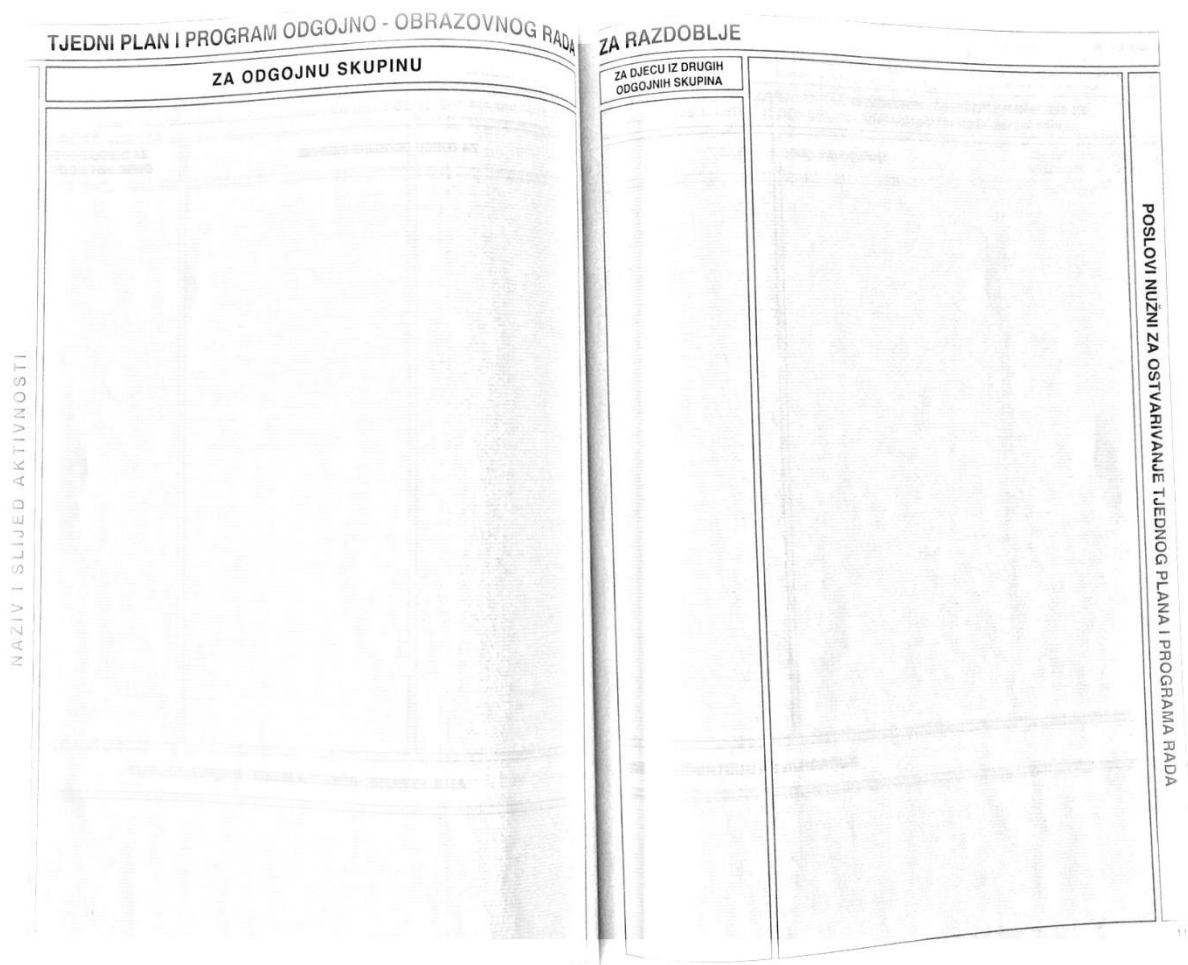 TJEDNI PLAN I PROGRAM ODGOJNO - OBRAZOVNOG RADA
ZA ODGOJNU SKUPINU
NAZIV I SLIJED AKTIVNOSTI
ZA RAZDOBLJE
ZA DJECU IZ DRUGIH
ODGOJNIH SKUPINA
POSLOVI NUŽNI ZA OSTVARIVANJE TJEDNOG PLANA I PROGRAMA RADA
11